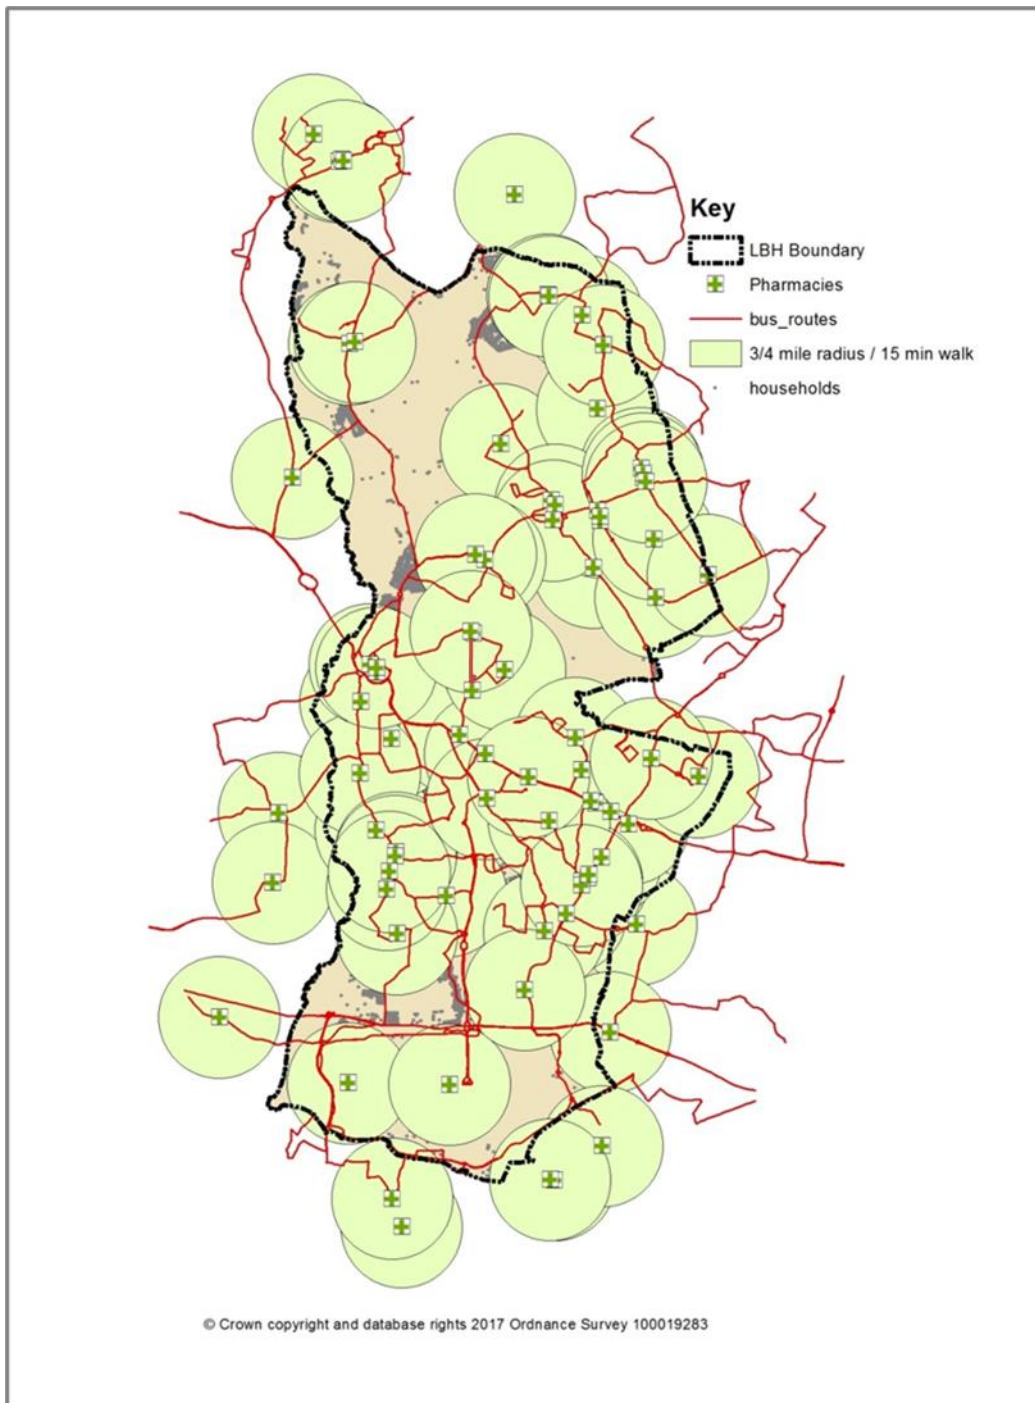 Key
LBH Boundary
Pharmacies
bus_routes
3/4 mile radius / 15 min walk
households
© Crown copyright and database rights 2017 Ordnance Survey 100019283